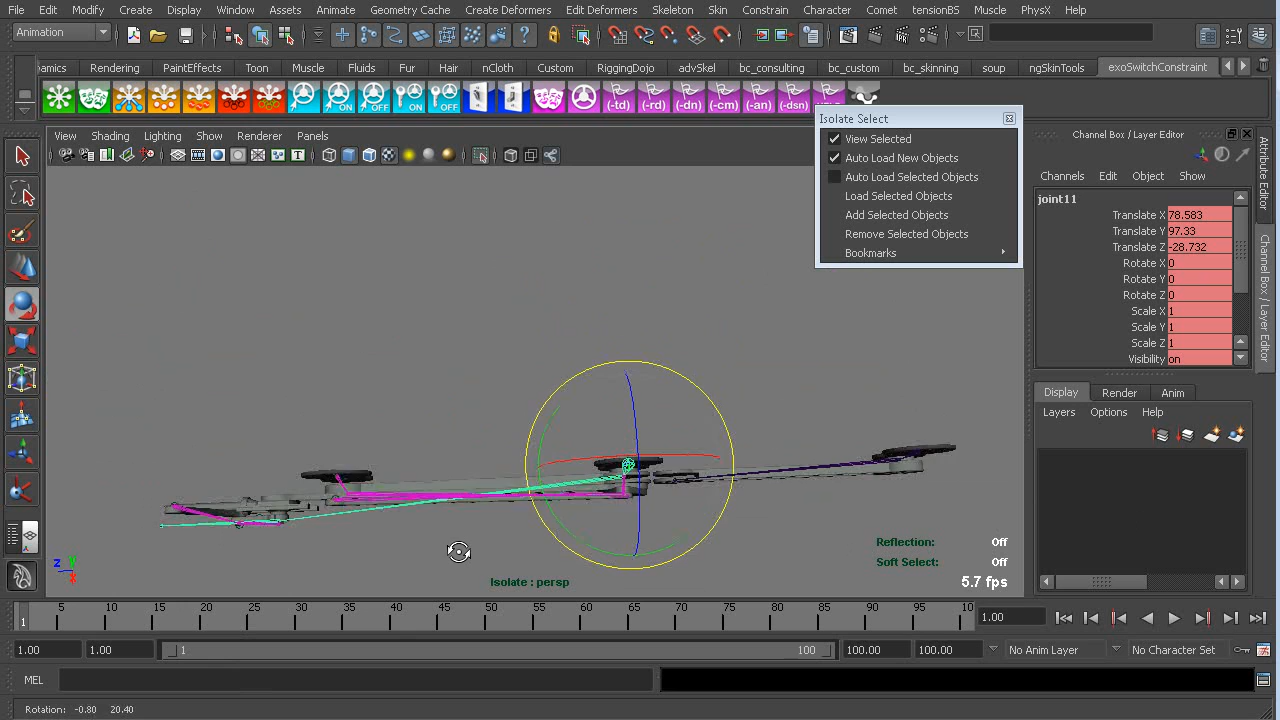 File Edit Modify Create Display Window Assets Animate Geometry Cache Create Deformers Edit Deformers Skeleton Skin Constrain Character Comet tensionBS Muscle PhysX Help
Animation
amics Rendering PaintEffects Toon Muscle Fluids Fur Hair nCloth Custom RiggingDojo advSkel bc_consulting bc_custom bc_skinning soup ngSkinTools exoSwitchConstraint
ON OFF ON OFF (-td) (-rd) (-dn) (-cm) (-an) (-dsn)
Isolate Select
View Selected
Auto Load New Objects
Auto Load Selected Objects
Load Selected Objects
Add Selected Objects
Remove Selected Objects
Bookmarks
View Shading Lighting Show Renderer Panels
Channel Box / Layer Editor
Channels Edit Object Show
joint11
Translate X 78.583
Translate Y 97.33
Translate Z -28.732
Rotate X 0
Rotate Y 0
Rotate Z 0
Scale X 1
Scale Y 1
Scale Z 1
Visibility on
Attribute Editor
Channel Box / Layer Editor
Display Render Anim
Layers Options Help
Reflection: Off
Soft Select: Off
5.7 fps
Isolate : persp
z Y X
1 5 10 15 20 25 30 35 40 45 50 55 60 65 70 75 80 85 90 95 10 1.00
1.00 1.00 1 100 100.00 100.00 No Anim Layer No Character Set
MEL
Rotation: -0.80 20.40